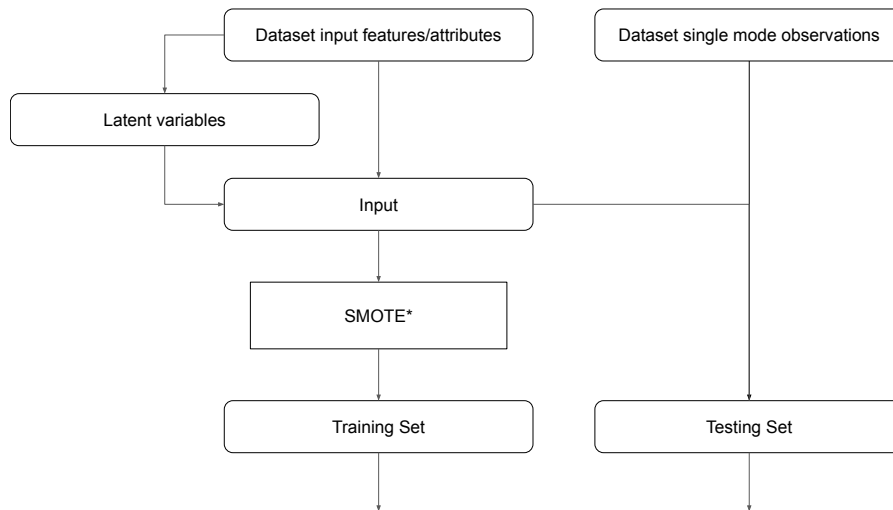 Dataset input features/attributes
Dataset single mode observations
Latent variables
Input
SMOTE*
Training Set
Testing Set